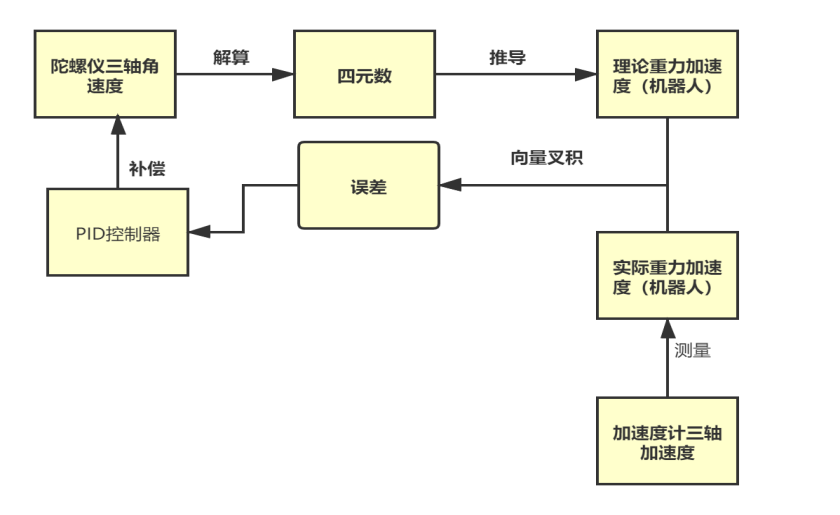 陀螺仪三轴角
速度
解算
四元数
推导
理论重力加速
度（机器人）
补偿
误差
向量叉积
PID控制器
实际重力加速
度（机器人）
测量
加速度计三轴
加速度